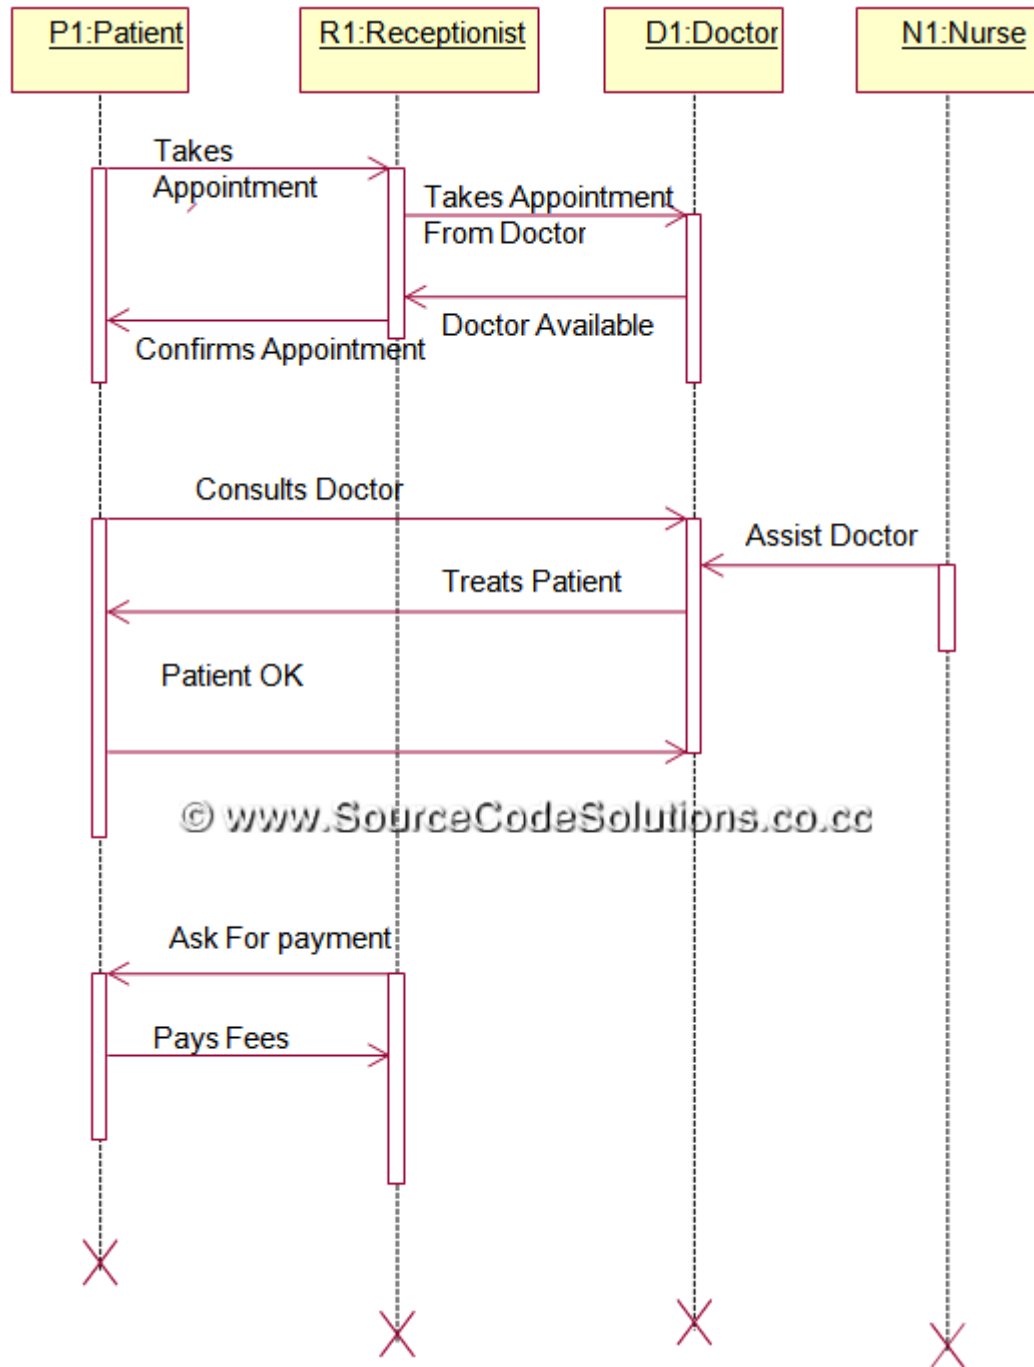 P1:Patient
R1:Receptionist
D1:Doctor
N1:Nurse
Takes
Appointment
Takes Appointment
From Doctor
Doctor Available
Confirms Appointment
Consults Doctor
Assist Doctor
Treats Patient
Patient OK
© www.SourceCodeSolutions.co.cc
Ask For payment
Pays Fees